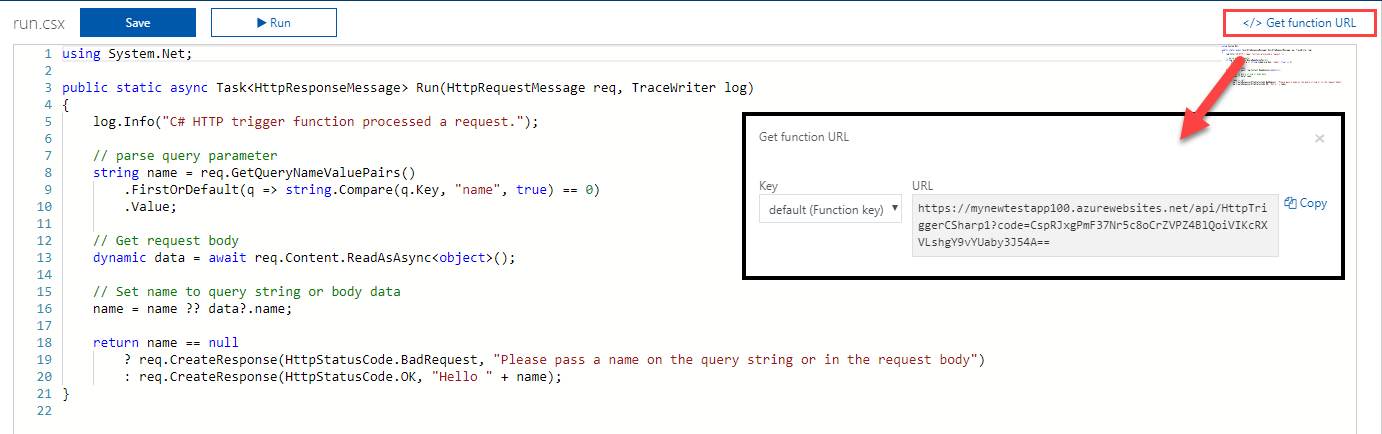 run.csx
Save
Run
</> Get function URL
1 using System.Net;
2
3 public static async Task<HttpResponseMessage> Run(HttpRequestMessage req, TraceWriter log)
4 {
5 log.Info("C# HTTP trigger function processed a request.");
6
7 // parse query parameter
8 string name = req.GetQueryNameValuePairs()
9 .FirstOrDefault(q => string.Compare(q.Key, "name", true) == 0)
10 .Value;
11
12 // Get request body
13 dynamic data = await req.Content.ReadAsAsync<object>();
14
15 // Set name to query string or body data
16 name = name ?? data?.name;
17
18 return name == null
19 ? req.CreateResponse(HttpStatusCode.BadRequest, "Please pass a name on the query string or in the request body")
20 : req.CreateResponse(HttpStatusCode.OK, "Hello " + name);
21 }
22
Get function URL
Key
default (Function key)
URL
https://mynewtestapp100.azurewebsites.net/api/HttpTri
ggerCSharp1?code=CspRJxgPmF37Nr5c8oCrZVPZ4BlQoiVIKcRX
VLshgY9vYUaby3J54A==
Copy